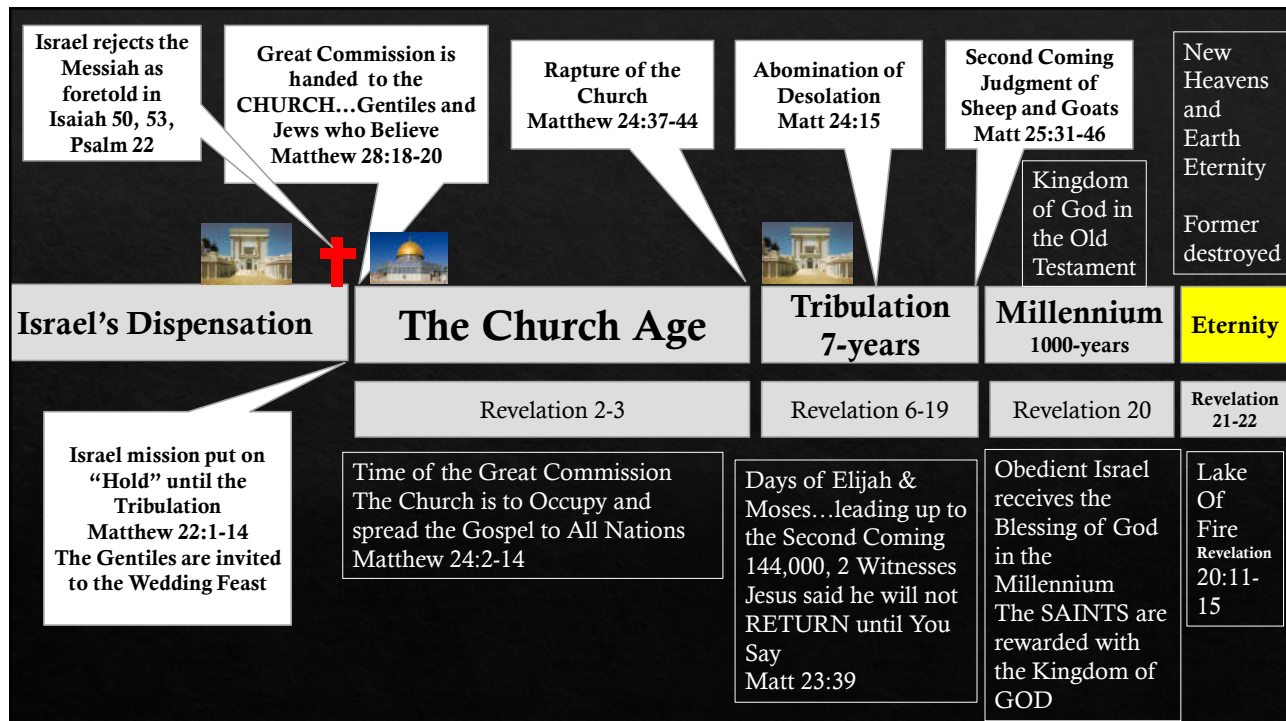 Israel rejects the
Messiah as
foretold in
Isaiah 50, 53,
Psalm 22
Great Commission is
handed to the
CHURCH...Gentiles and
Jews who Believe
Matthew 28:18-20
Rapture of the
Church
Matthew 24:37-44
Abomination of
Desolation
Matt 24:15
Second Coming
Judgment of
Sheep and Goats
Matt 25:31-46
Kingdom
of God in
the Old
Testament
New
Heavens
and
Earth
Eternity
Former
destroyed
Israel's Dispensation
The Church Age
Tribulation
7-years
Millennium
1000-years
Eternity
Revelation 2-3
Revelation 6-19
Revelation 20
Revelation
21-22
Israel mission put on
“Hold” until the
Tribulation
Matthew 22:1-14
The Gentiles are invited
to the Wedding Feast
Time of the Great Commission
The Church is to Occupy and
spread the Gospel to All Nations
Matthew 24:2-14
Days of Elijah &
Moses...leading up to
the Second Coming
144,000, 2 Witnesses
Jesus said he will not
RETURN until You
Say
Matt 23:39
Obedient Israel
receives the
Blessing of God
in the
Millennium
The SAINTS are
rewarded with
the Kingdom of
GOD
Lake
Of
Fire
Revelation
20:11-
15